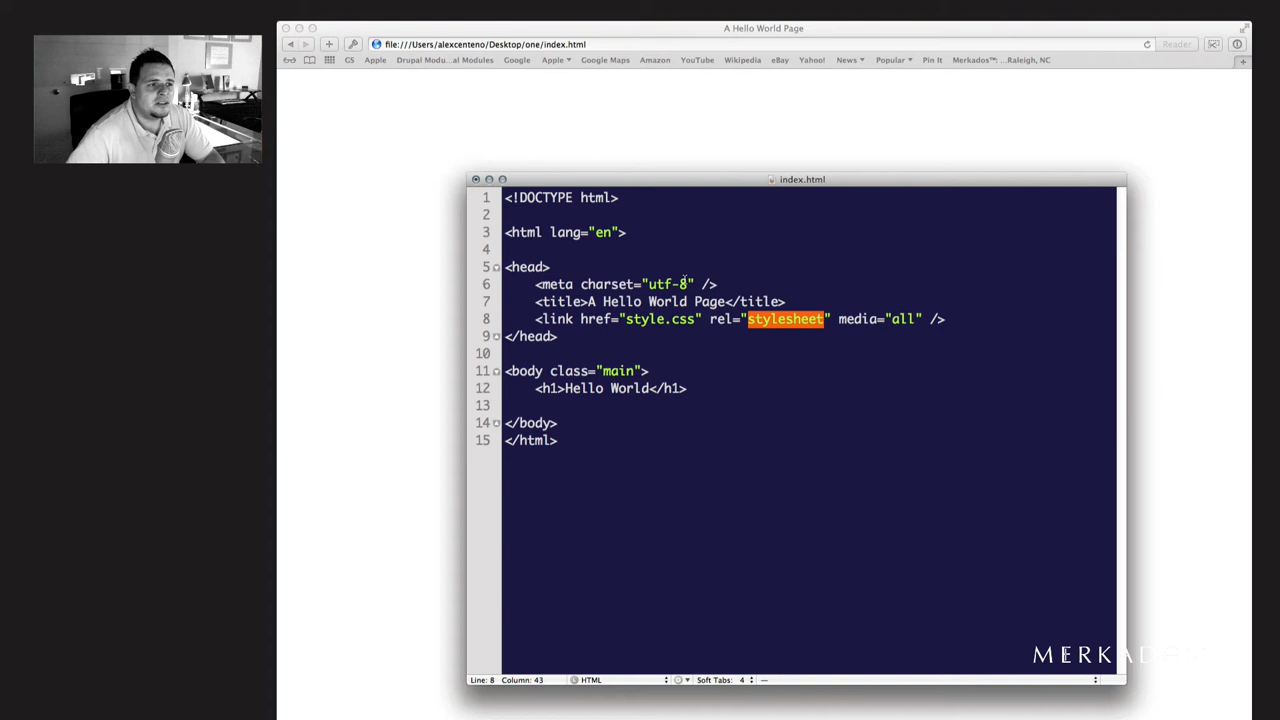 A Hello World Page
file:///Users/alexcenteno/Desktop/one/index.html
Reader
GS Apple Drupal Modu...al Modules Google Apple Google Maps Amazon YouTube Wikipedia eBay Yahoo! News Popular Pin It Merkados™: ...Raleigh, NC
index.html
1 <!DOCTYPE html>
2
3 <html lang="en">
4
5 <head>
6 <meta charset="utf-8" />
7 <title>A Hello World Page</title>
8 <link href="style.css" rel="stylesheet" media="all" />
9 </head>
10
11 <body class="main">
12 <h1>Hello World</h1>
13
14 </body>
15 </html>
MERKAD
Line: 8 Column: 43 HTML Soft Tabs: 4 —